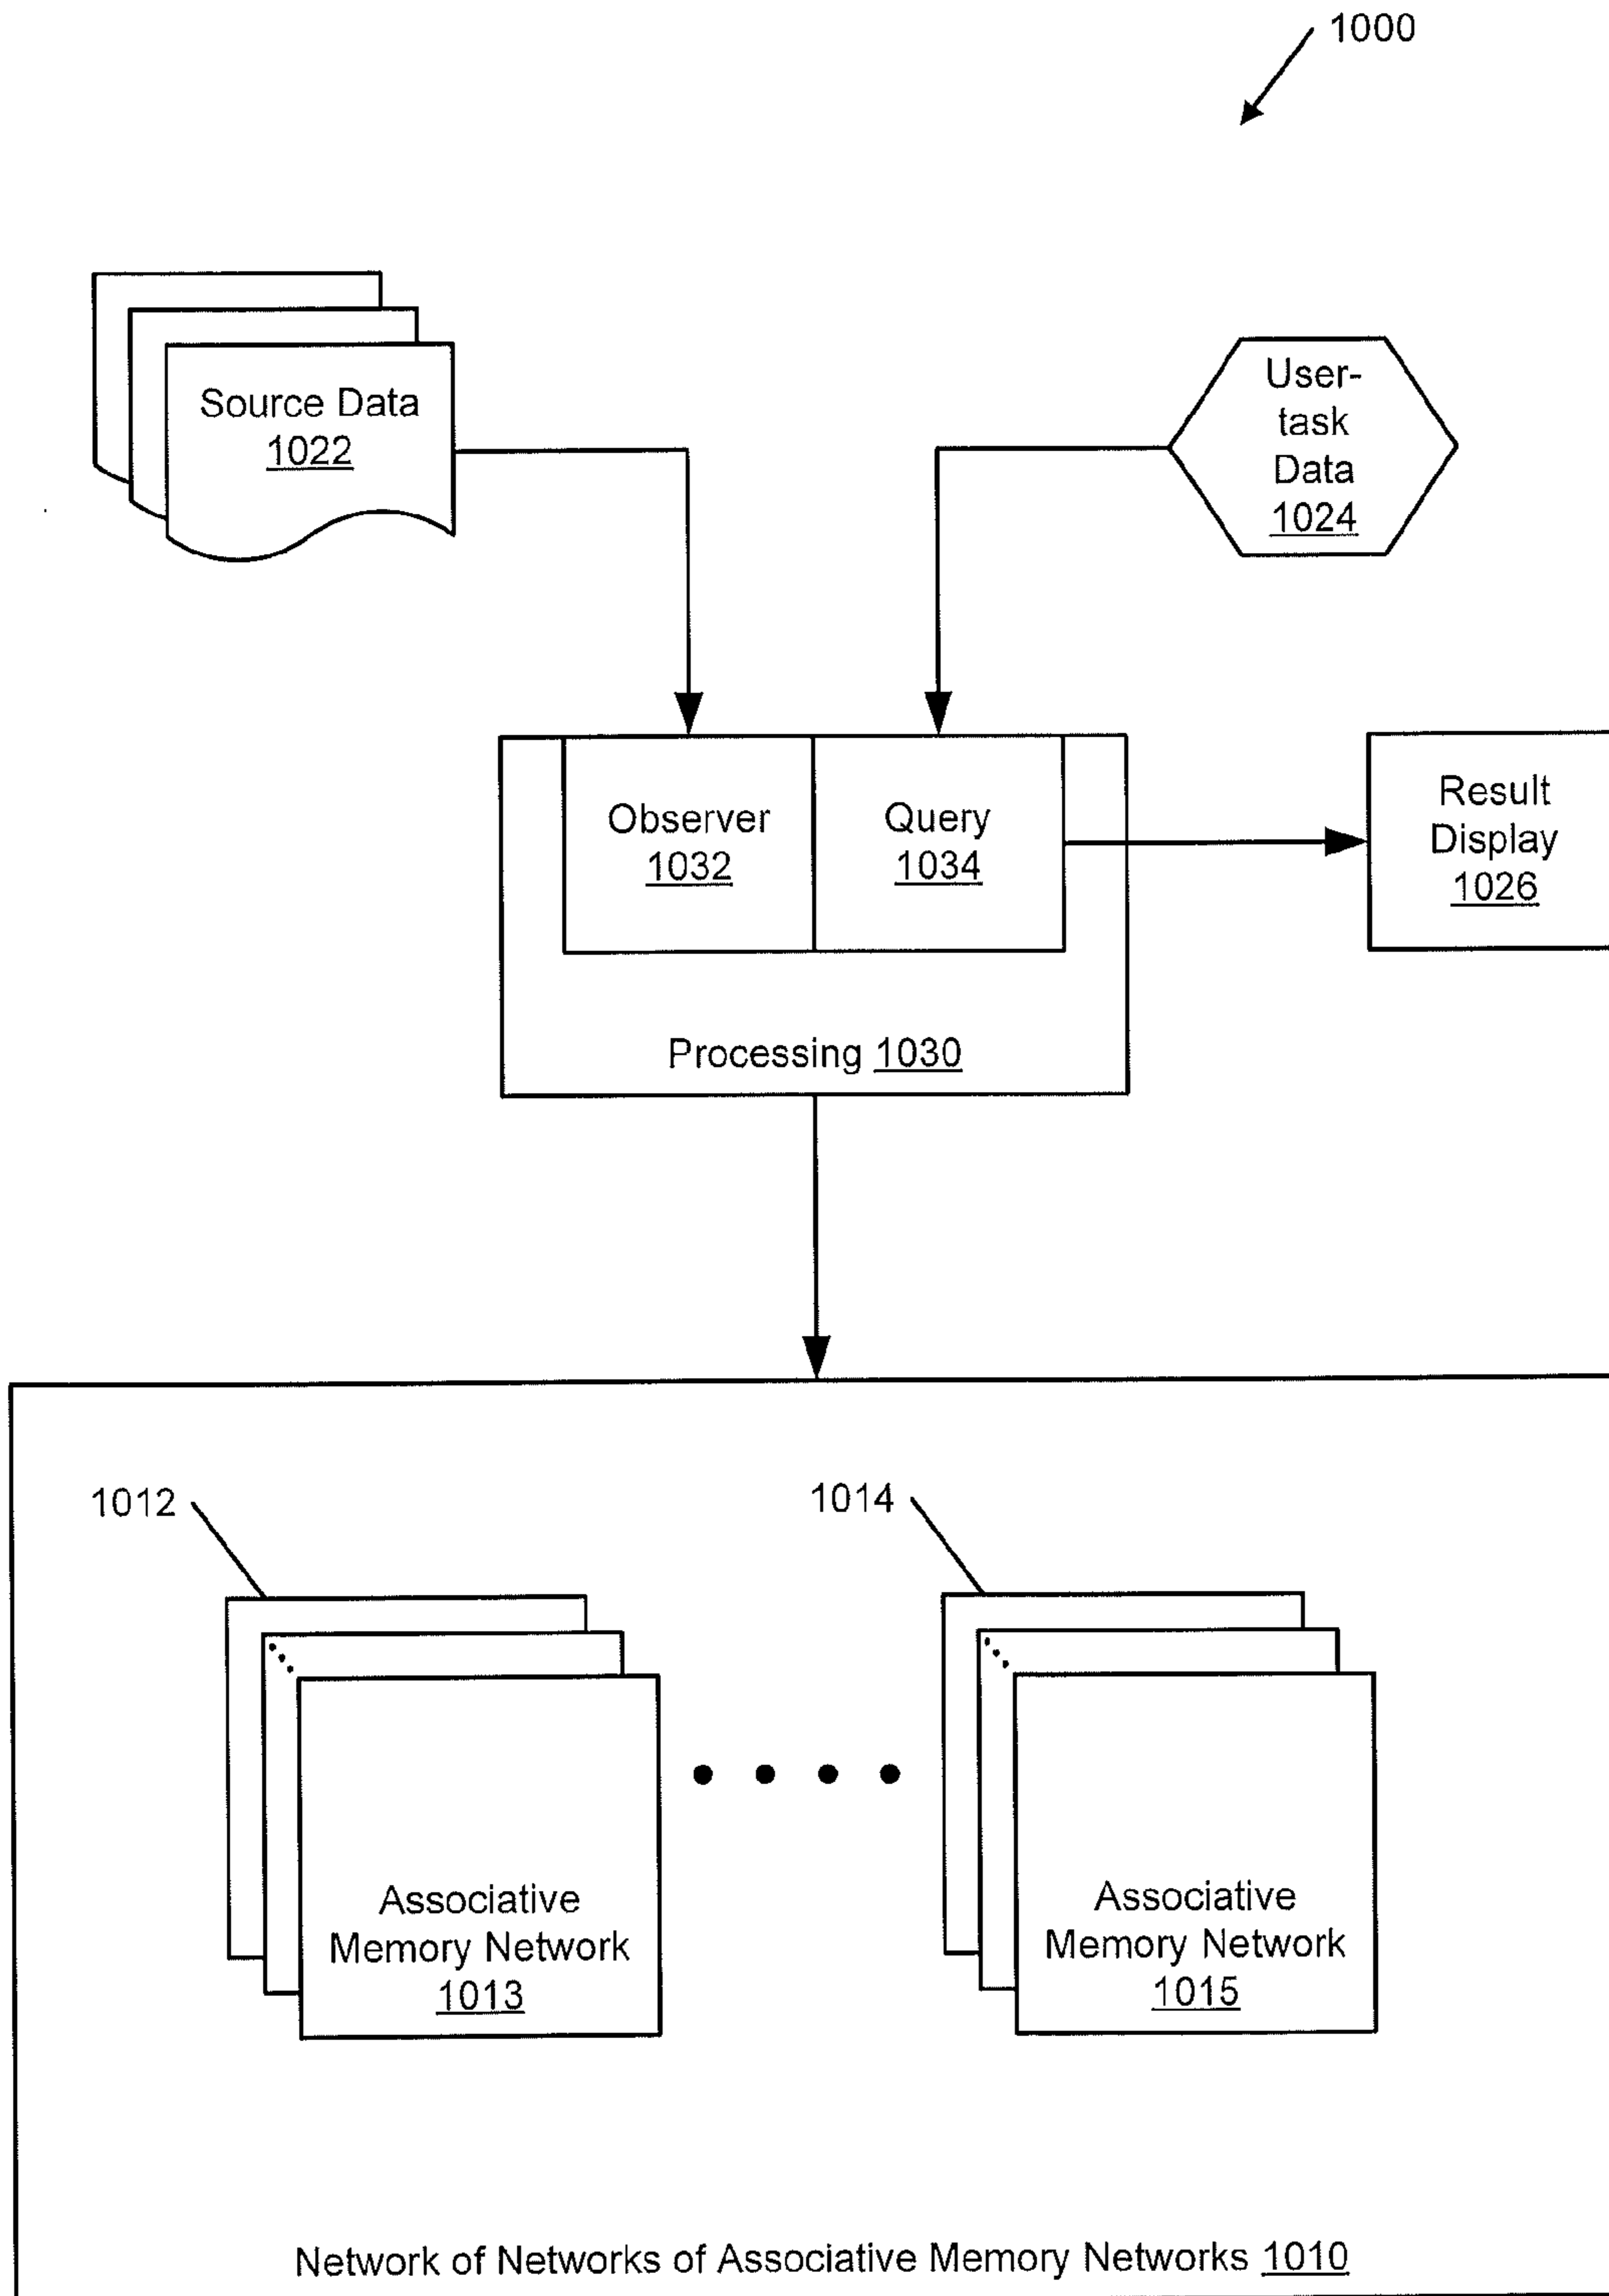 1000
Source Data
1022
User-
task
Data
1024
Observer
1032
Query
1034
Result
Display
1026
Processing 1030
1012
1014
Associative
Memory Network
1013
Associative
Memory Network
1015
Network of Networks of Associative Memory Networks 1010